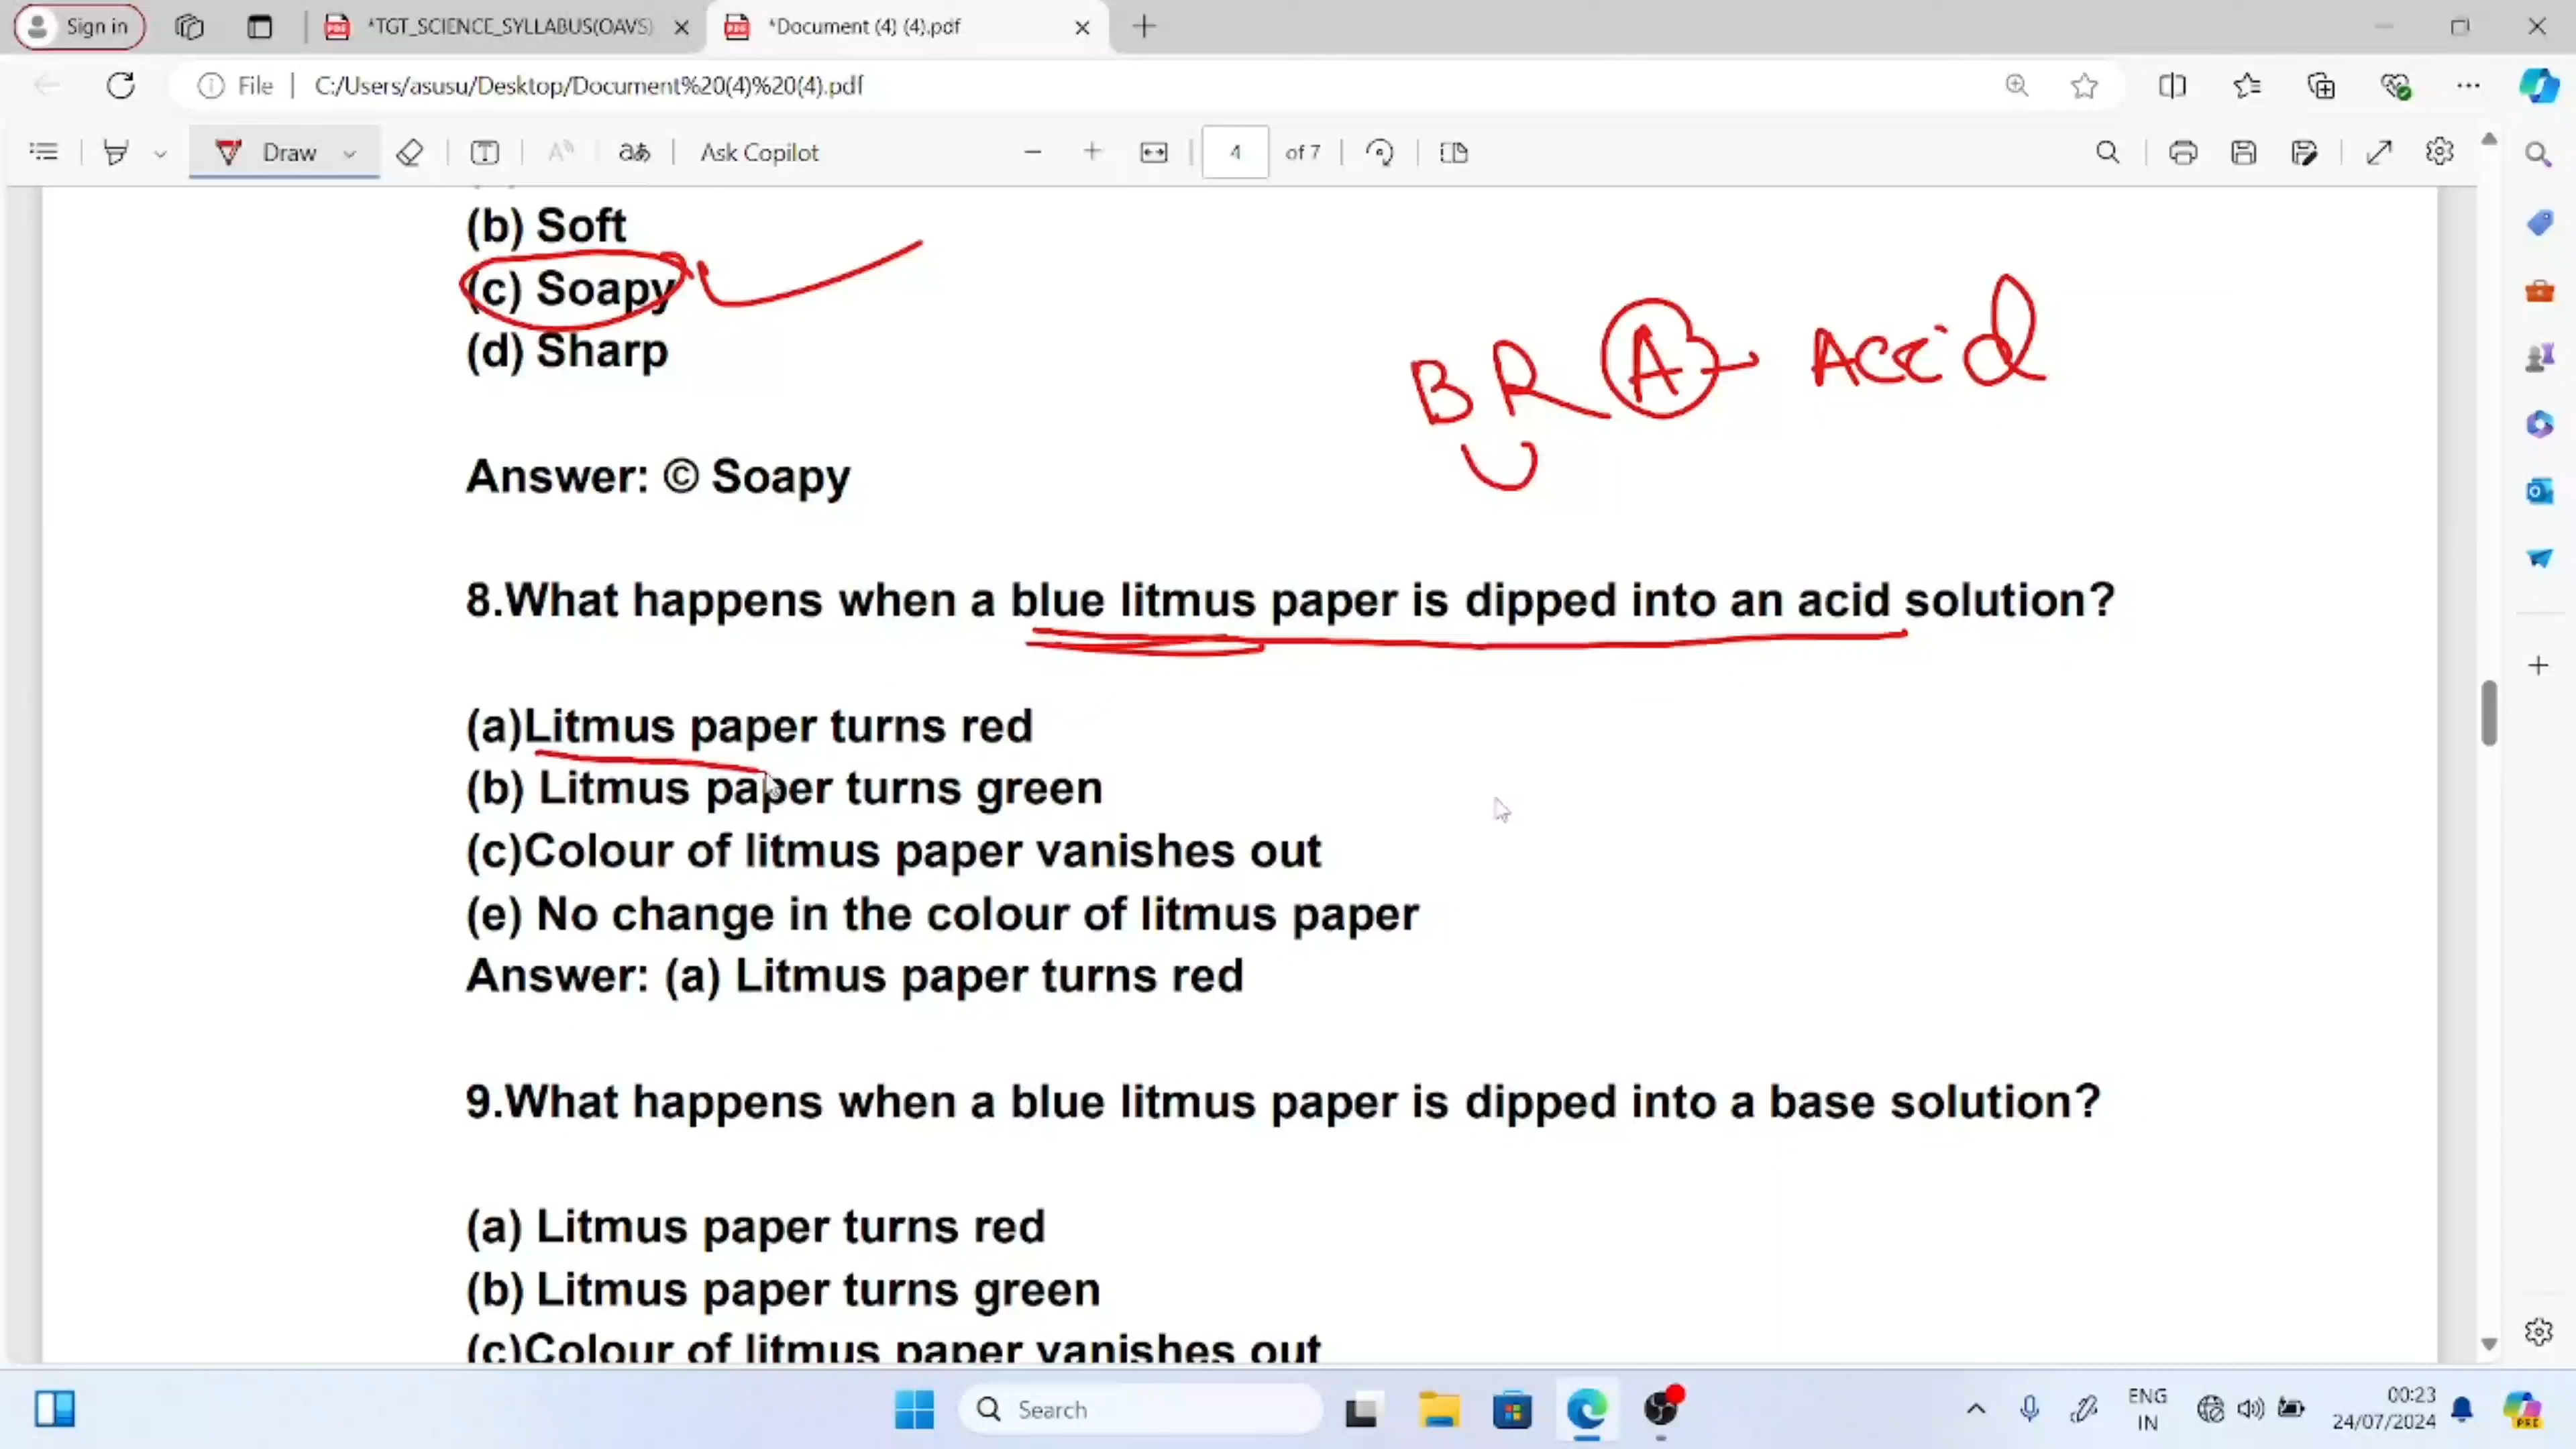 Sign in
*TGT_SCIENCE_SYLLABUS(OAVS)
*Document (4) (4).pdf
File
C:/Users/asusu/Desktop/Document%20(4)%20(4).pdf
Draw
Ask Copilot
4 of 7
(b) Soft
(c) Soapy
(d) Sharp
B R A - Acid
Answer: © Soapy
8.What happens when a blue litmus paper is dipped into an acid solution?
(a)Litmus paper turns red
(b) Litmus paper turns green
(c)Colour of litmus paper vanishes out
(e) No change in the colour of litmus paper
Answer: (a) Litmus paper turns red
9.What happens when a blue litmus paper is dipped into a base solution?
(a) Litmus paper turns red
(b) Litmus paper turns green
(c)Colour of litmus paper vanishes out
Search
ENG
IN
00:23
24/07/2024